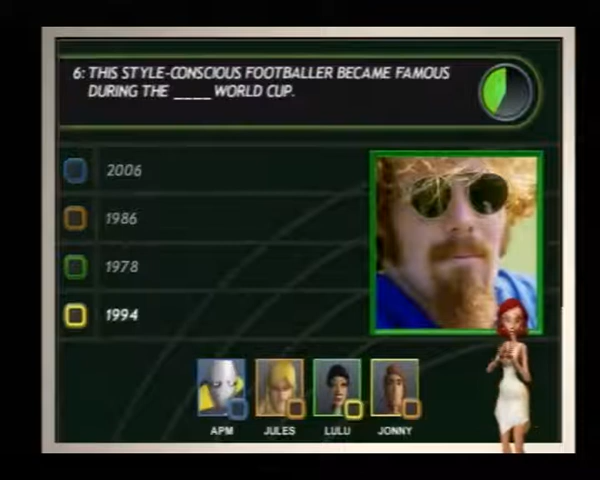 6: THIS STYLE-CONSCIOUS FOOTBALLER BECAME FAMOUS
DURING THE ____ WORLD CUP.
2006
1986
1978
1994
APM JULES LULU JONNY